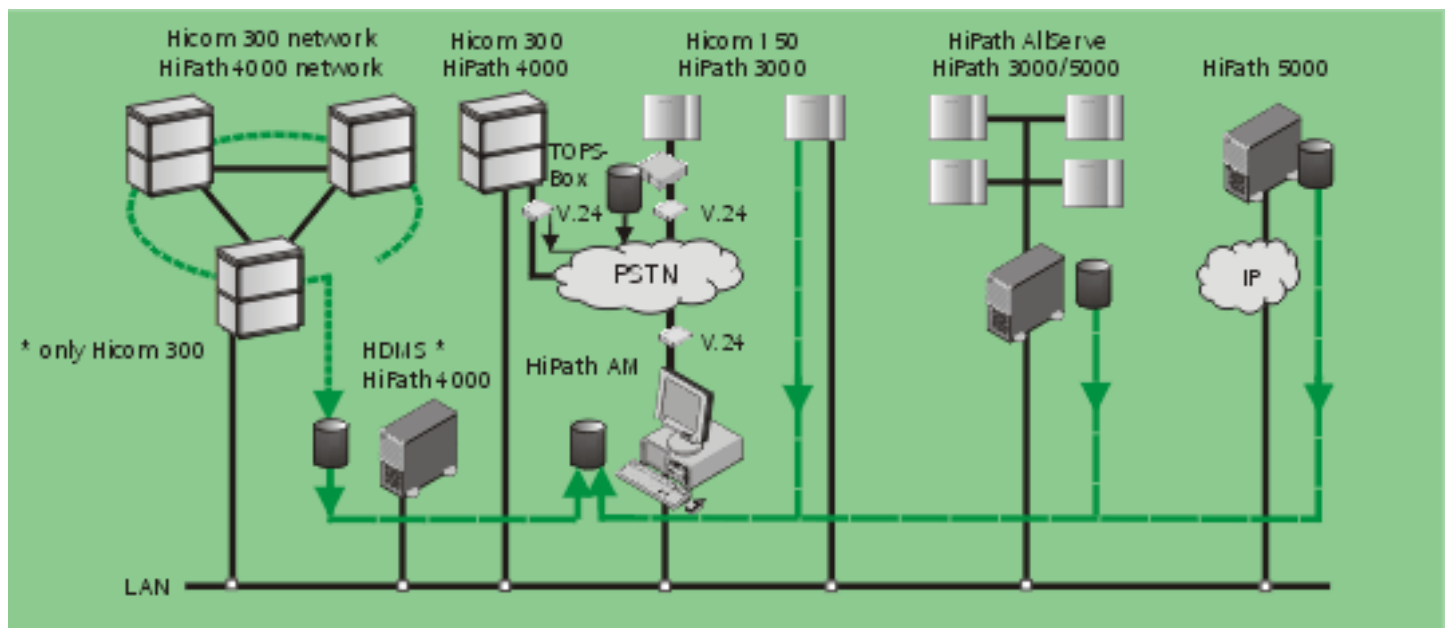 Hicom 300 network
HiPath 4000 network
Hicom 300
HiPath 4000
Hicom 150
HiPath 3000
HiPath AllServe
HiPath 3000/5000
HiPath 5000
TOPS-
Box
V.24
V.24
PSTN
IP
* only Hicom 300
HDMS *
HiPath 4000
HiPath AM
V.24
LAN